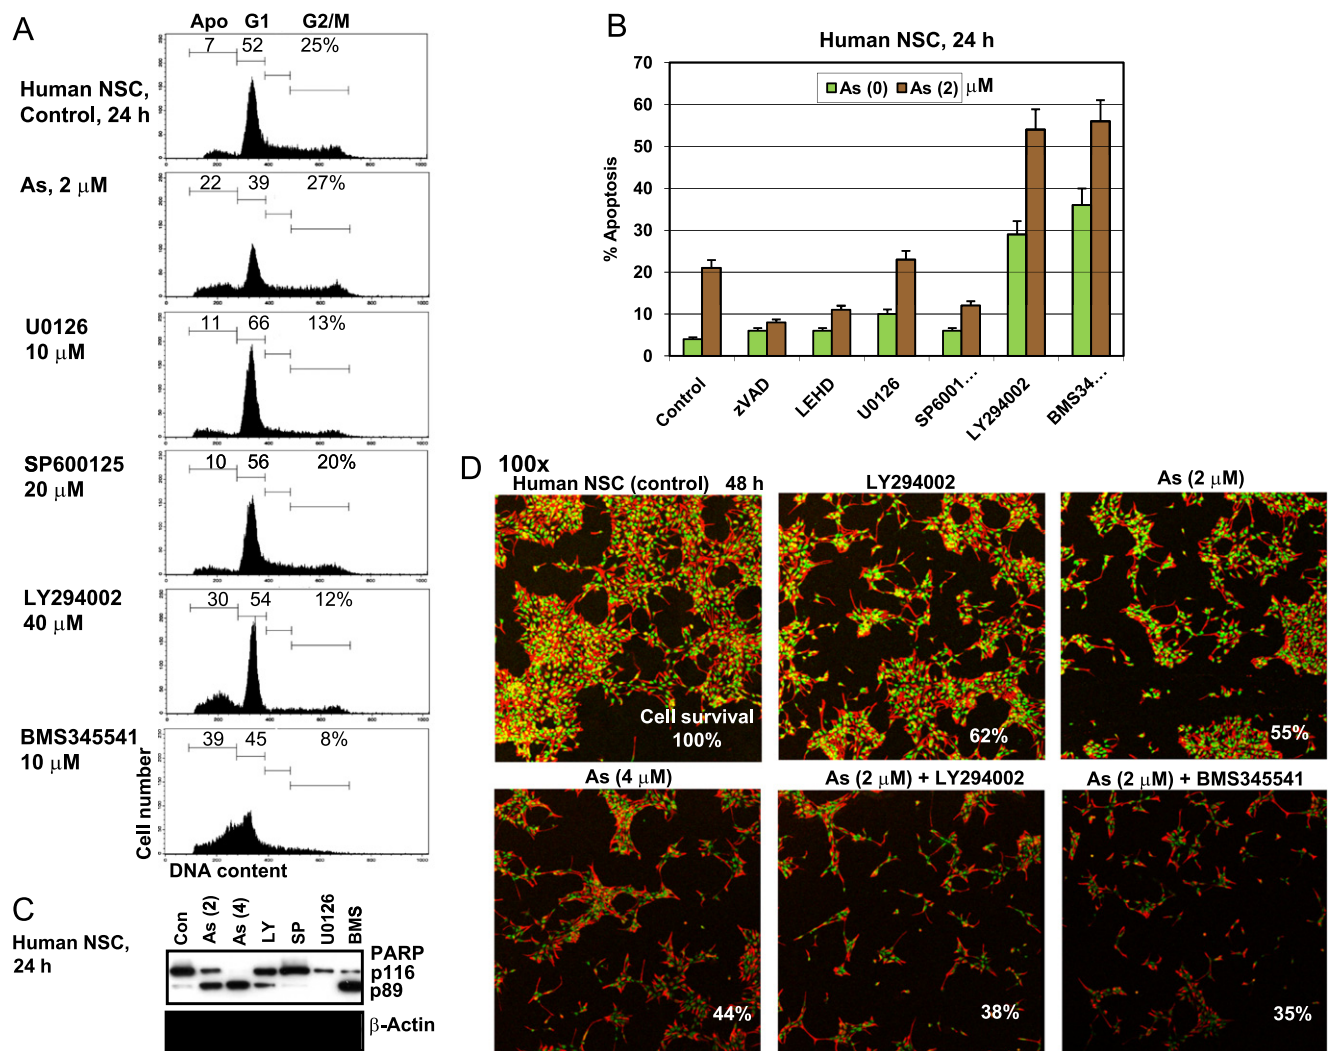 A
Apo G1 G2/M
7 52 25%
Human NSC,
Control, 24 h
22 39 27%
As, 2 μM
11 66 13%
U0126
10 μM
10 56 20%
SP600125
20 μM
30 54 12%
LY294002
40 μM
39 45 8%
BMS345541
10 μM
Cell number
DNA content
B
Human NSC, 24 h
As (0) As (2) μM
% Apoptosis
70
60
50
40
30
20
10
0
Control zVAD LEHD U0126 SP6001... LY294002 BMS34...
C
Human NSC,
24 h
Con As (2) As (4) LY SP U0126 BMS
PARP
p116
p89
β-Actin
D
100x
Human NSC (control) 48 h
Cell survival
100%
LY294002
62%
As (2 μM)
55%
As (4 μM)
44%
As (2 μM) + LY294002
38%
As (2 μM) + BMS345541
35%